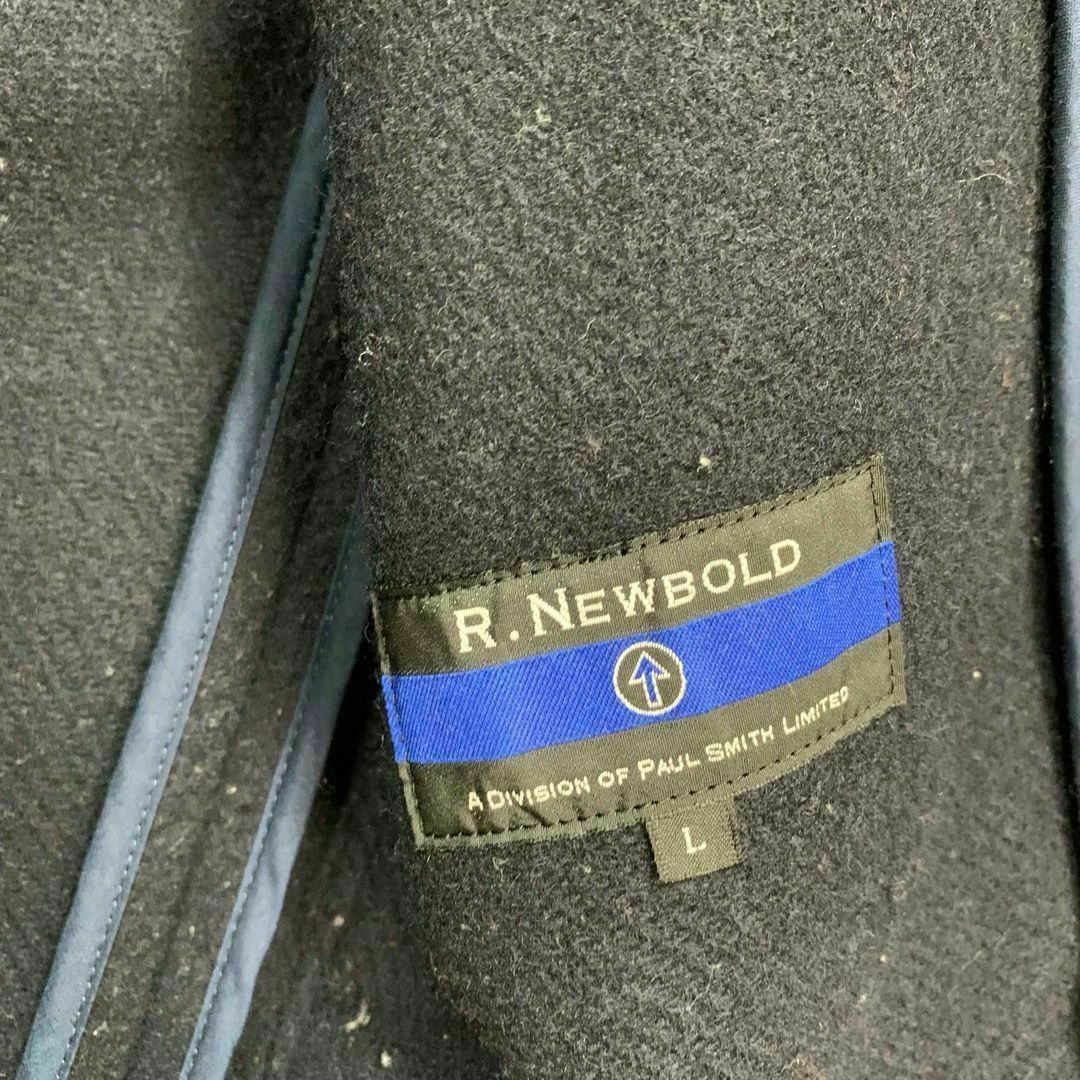 R. NEWBOLD
A DIVISION OF PAUL SMITH LIMITED
L